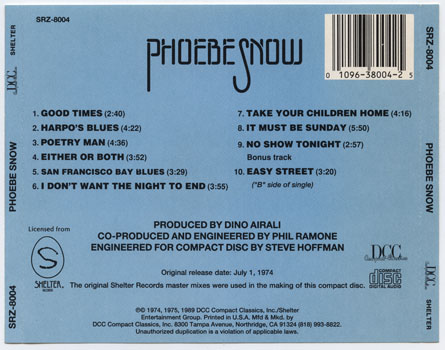 SRZ-8004
SRZ-8004
SHELTER
DCC
PHOEBE SNOW
SRZ-8004
PHOEBE SNOW
0 1096-38004-2 5
1. GOOD TIMES (2:40)
2. HARPO'S BLUES (4:22)
3. POETRY MAN (4:36)
4. EITHER OR BOTH (3:52)
5. SAN FRANCISCO BAY BLUES (3:29)
6. I DON'T WANT THE NIGHT TO END (3:55)
7. TAKE YOUR CHILDREN HOME (4:16)
8. IT MUST BE SUNDAY (5:50)
9. NO SHOW TONIGHT (2:57)
Bonus track
10. EASY STREET (3:20)
("B" side of single)
PHOEBE SNOW
PRODUCED BY DINO AIRALI
CO-PRODUCED AND ENGINEERED BY PHIL RAMONE
ENGINEERED FOR COMPACT DISC BY STEVE HOFFMAN
Licensed from
S
SHELTER
RECORDS
DCC
COMPACT
disc
DIGITAL AUDIO
Original release date: July 1, 1974
The original Shelter Records master mixes were used in the making of this compact disc.
℗© 1974, 1975, 1989 DCC Compact Classics, Inc./Shelter
Entertainment Group. Printed in U.S.A. Mfd & Mkd. by
DCC Compact Classics, Inc. 8300 Tampa Avenue, Northridge, CA 91324 (818) 993-8822.
Unauthorized duplication is a violation of applicable laws.
DCC
SHELTER
SRZ-8004